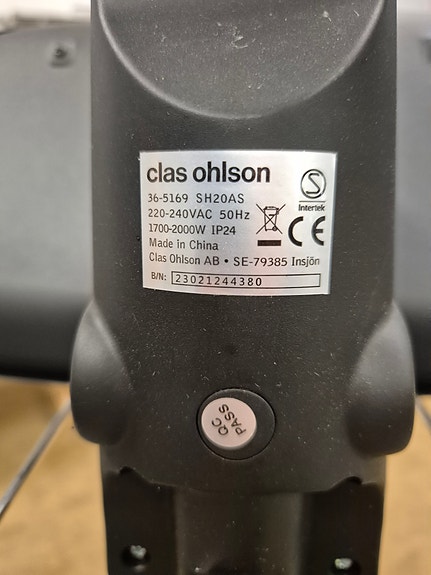 clas ohlson
36-5169 SH20AS
220-240VAC 50Hz
1700-2000W IP24
Made in China
Clas Ohlson AB • SE-79385 Insjön
B/N: 23021244380
S
Intertek
CE
QC
PASS